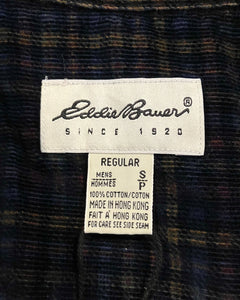 Eddie Bauer ®
SINCE 1920
REGULAR
MENS S
HOMMES P
100% COTTON/COTON
MADE IN HONG KONG
FAIT À HONG KONG
FOR CARE SEE SIDE SEAM